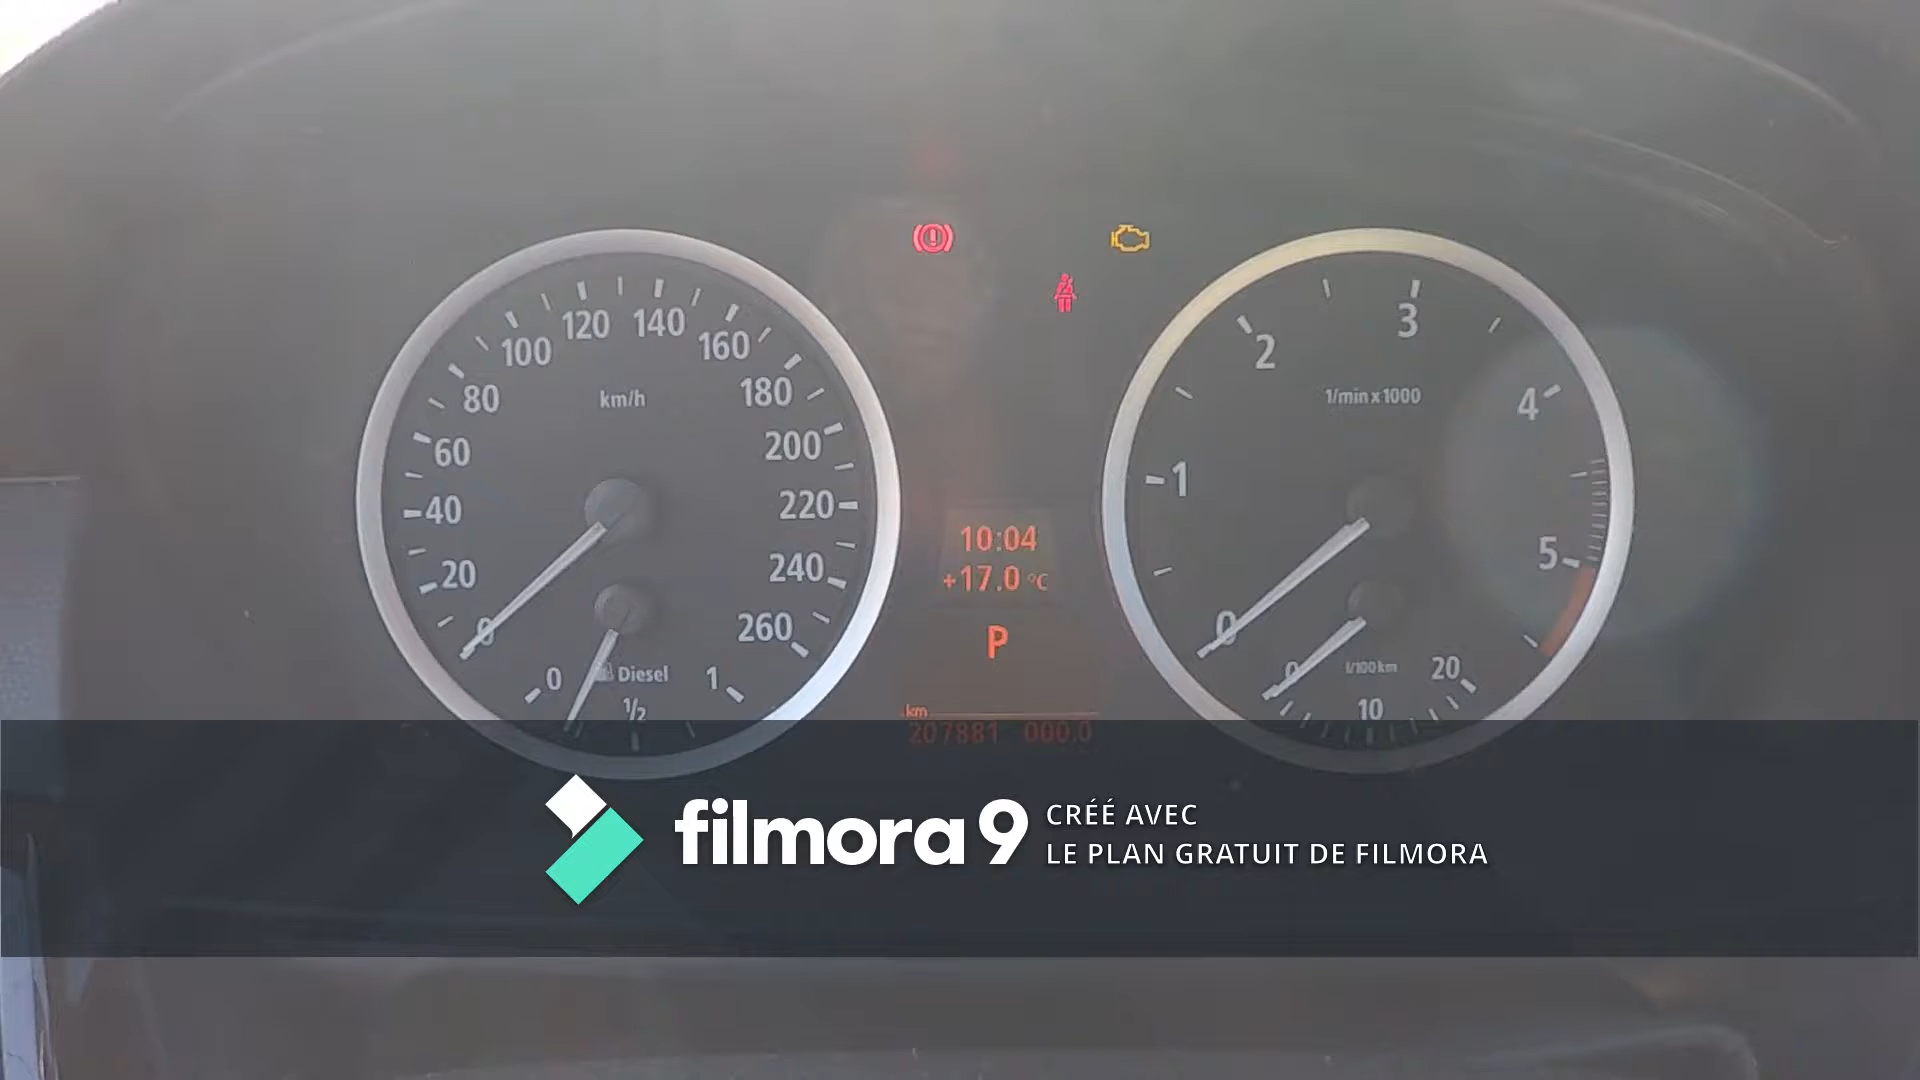 120 140
100 160
80 180
km/h
60 200
40 220
20 240
0 260
0 Diesel 1
1/2
10:04
+17.0 °C
P
km
207881 000.0
3
2
1/min x 1000
4
1
5
0
0 l/100 km 20
10
filmora 9
CRÉÉ AVEC
LE PLAN GRATUIT DE FILMORA